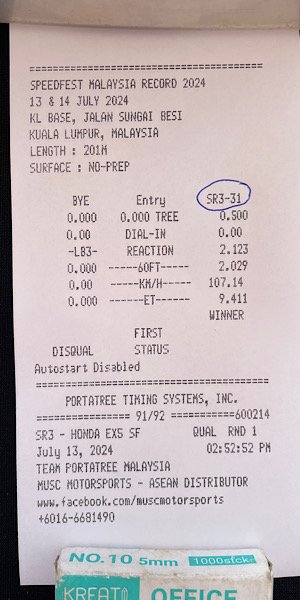 ==========================================
SPEEDFEST MALAYSIA RECORD 2024
13 & 14 JULY 2024
KL BASE, JALAN SUNGAI BESI
KUALA LUMPUR, MALAYSIA
LENGTH : 201M
SURFACE : NO-PREP
==========================================
BYE Entry SR3-31
0.000 0.000 TREE 0.500
0.00 DIAL-IN 0.00
-LB3- REACTION 2.123
0.000 ------60FT------ 2.029
0.00 ------KM/H----- 107.14
0.000 ------ET------ 9.411
WINNER
FIRST
DISQUAL STATUS
Autostart Disabled
==========================================
PORTATREE TIMING SYSTEMS, INC.
================ 91/92 ===========600214
SR3 - HONDA EX5 SF QUAL RND 1
July 13, 2024 02:52:52 PM
TEAM PORTATREE MALAYSIA
MUSC MOTORSPORTS - ASEAN DISTRIBUTOR
www.facebook.com/muscmotorsports
+6016-6681490
NO.10 5mm 1000sfck
KREATO OFFICE